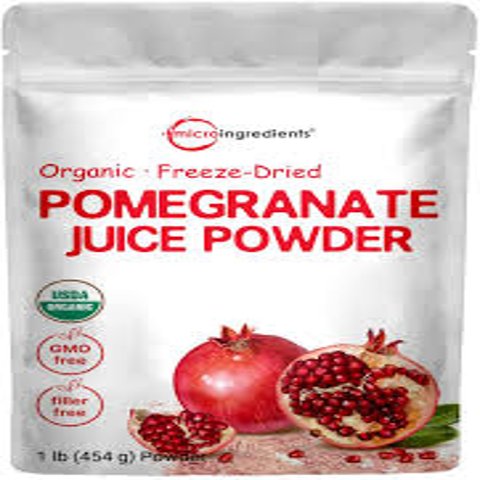 microingredients®
Organic · Freeze-Dried
POMEGRANATE
JUICE POWDER
USDA
ORGANIC
GMO
free
filler
free
1 lb (454 g) Powder